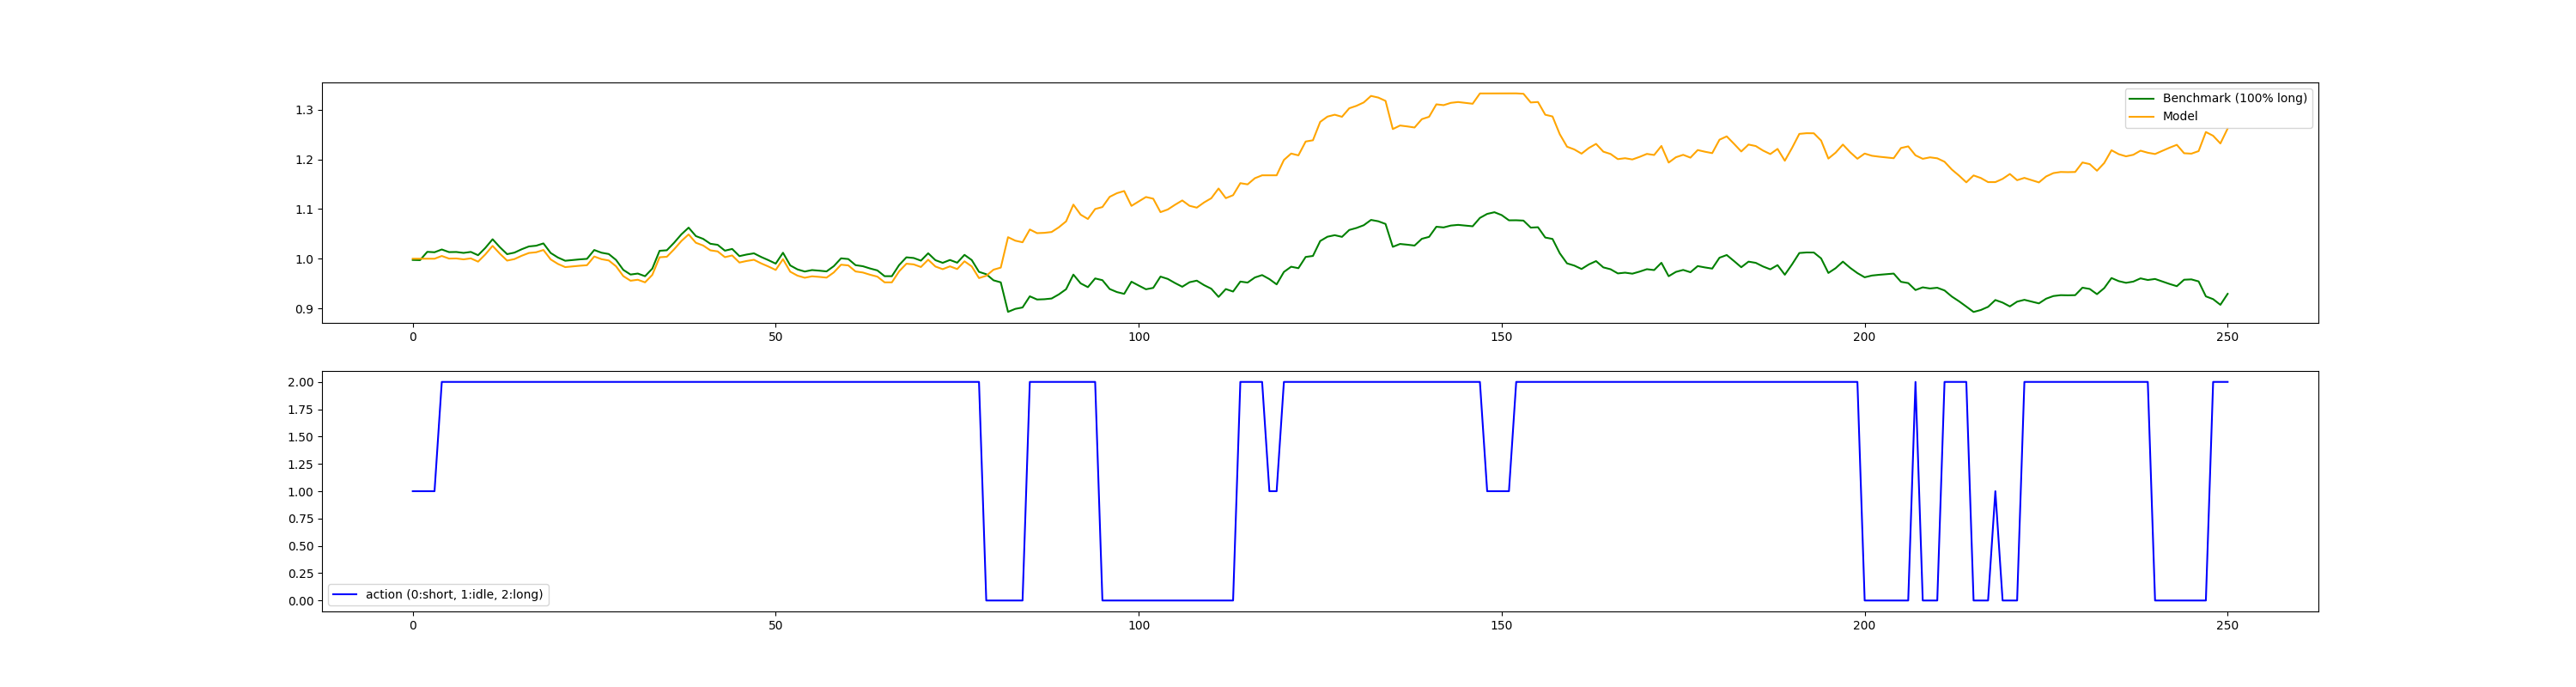 1.3
1.2
1.1
1.0
0.9
Benchmark (100% long)
Model
0 50 100 150 200 250
2.00
1.75
1.50
1.25
1.00
0.75
0.50
0.25
0.00
action (0:short, 1:idle, 2:long)
0 50 100 150 200 250